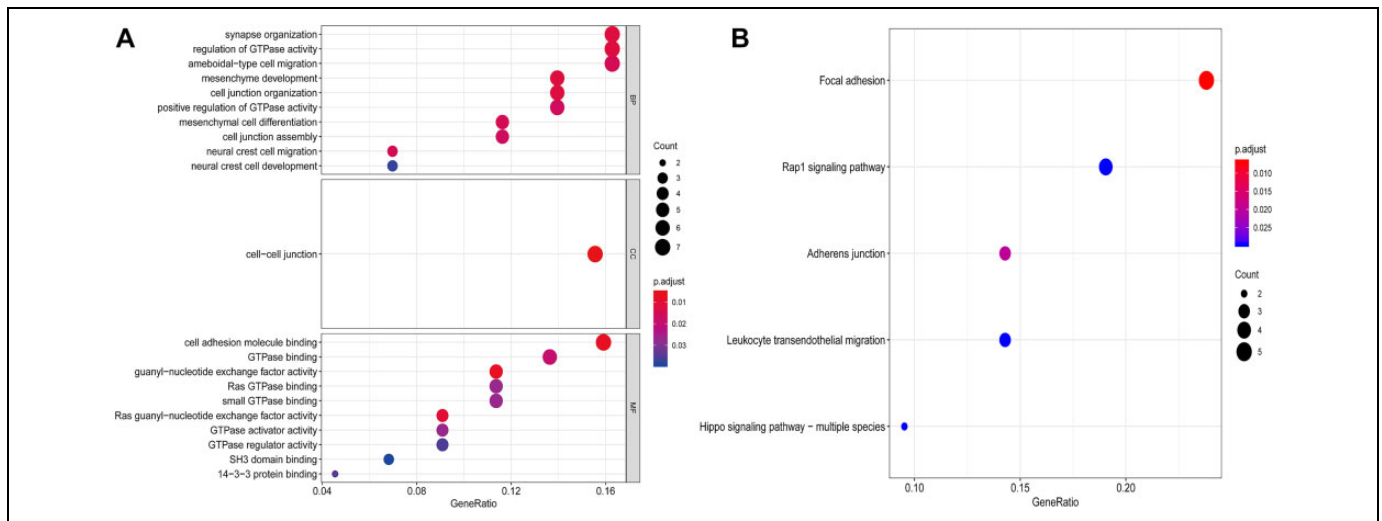 A
synapse organization
regulation of GTPase activity
ameboidal-type cell migration
mesenchyme development
cell junction organization
positive regulation of GTPase activity
mesenchymal cell differentiation
cell junction assembly
neural crest cell migration
neural crest cell development
BP
cell-cell junction
CC
cell adhesion molecule binding
GTPase binding
guanyl-nucleotide exchange factor activity
Ras GTPase binding
small GTPase binding
Ras guanyl-nucleotide exchange factor activity
GTPase activator activity
GTPase regulator activity
SH3 domain binding
14-3-3 protein binding
MF
0.04 0.08 0.12 0.16
GeneRatio
Count
2
3
4
5
6
7
p.adjust
0.01
0.02
0.03
B
Focal adhesion
Rap1 signaling pathway
Adherens junction
Leukocyte transendothelial migration
Hippo signaling pathway - multiple species
0.10 0.15 0.20
GeneRatio
p.adjust
0.010
0.015
0.020
0.025
Count
2
3
4
5